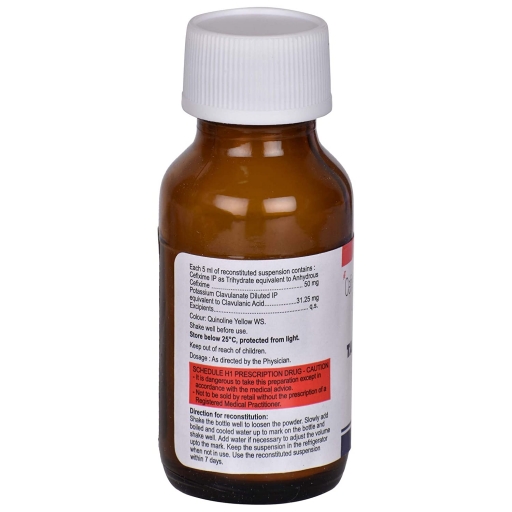 Each 5 ml of reconstituted suspension contains :
Cefixime IP as Trihydrate equivalent to Anhydrous
Cefixime ................................................ 50 mg
Potassium Clavulanate Diluted IP
equivalent to Clavulanic Acid................31.25 mg
Excipients................................................q.s.
Colour: Quinoline Yellow WS.
Shake well before use.
Store below 25°C, protected from light.
Keep out of reach of children.
Dosage : As directed by the Physician.
SCHEDULE H1 PRESCRIPTION DRUG - CAUTION
- It is dangerous to take this preparation except in
accordance with the medical advice.
- Not to be sold by retail without the prescription of a
Registered Medical Practitioner.
Direction for reconstitution:
Shake the bottle well to loosen the powder. Slowly add
boiled and cooled water up to mark on the bottle and
shake well. Add water if necessary to adjust the volume
upto the mark. Keep the suspension in the refrigerator
when not in use. Use the reconstituted suspension
within 7 days.